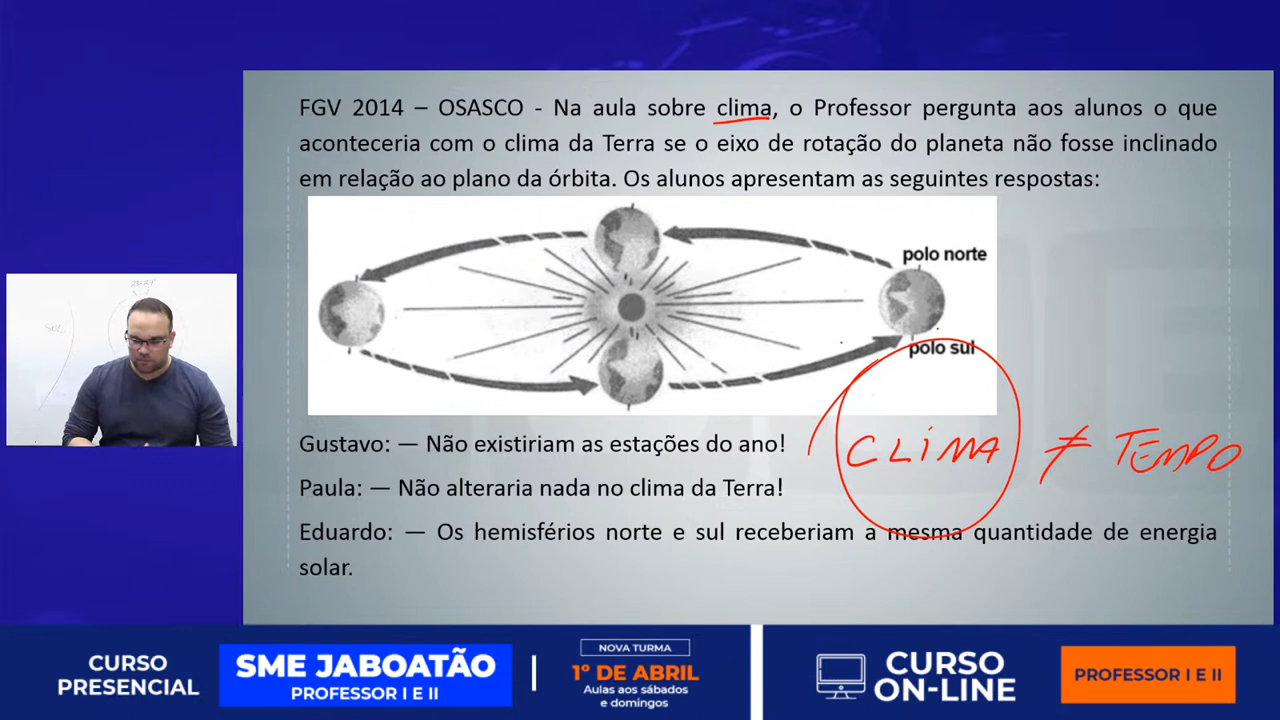 FGV 2014 – OSASCO - Na aula sobre clima, o Professor pergunta aos alunos o que
aconteceria com o clima da Terra se o eixo de rotação do planeta não fosse inclinado
em relação ao plano da órbita. Os alunos apresentam as seguintes respostas:
polo norte
polo sul
Gustavo: — Não existiriam as estações do ano!
CLIMA ≠ TEMPO
Paula: — Não alteraria nada no clima da Terra!
Eduardo: — Os hemisférios norte e sul receberiam a mesma quantidade de energia
solar.
SOL
CURSO
PRESENCIAL
SME JABOATÃO
PROFESSOR I E II
NOVA TURMA
1º DE ABRIL
Aulas aos sábados
e domingos
CURSO
ON-LINE
PROFESSOR I E II